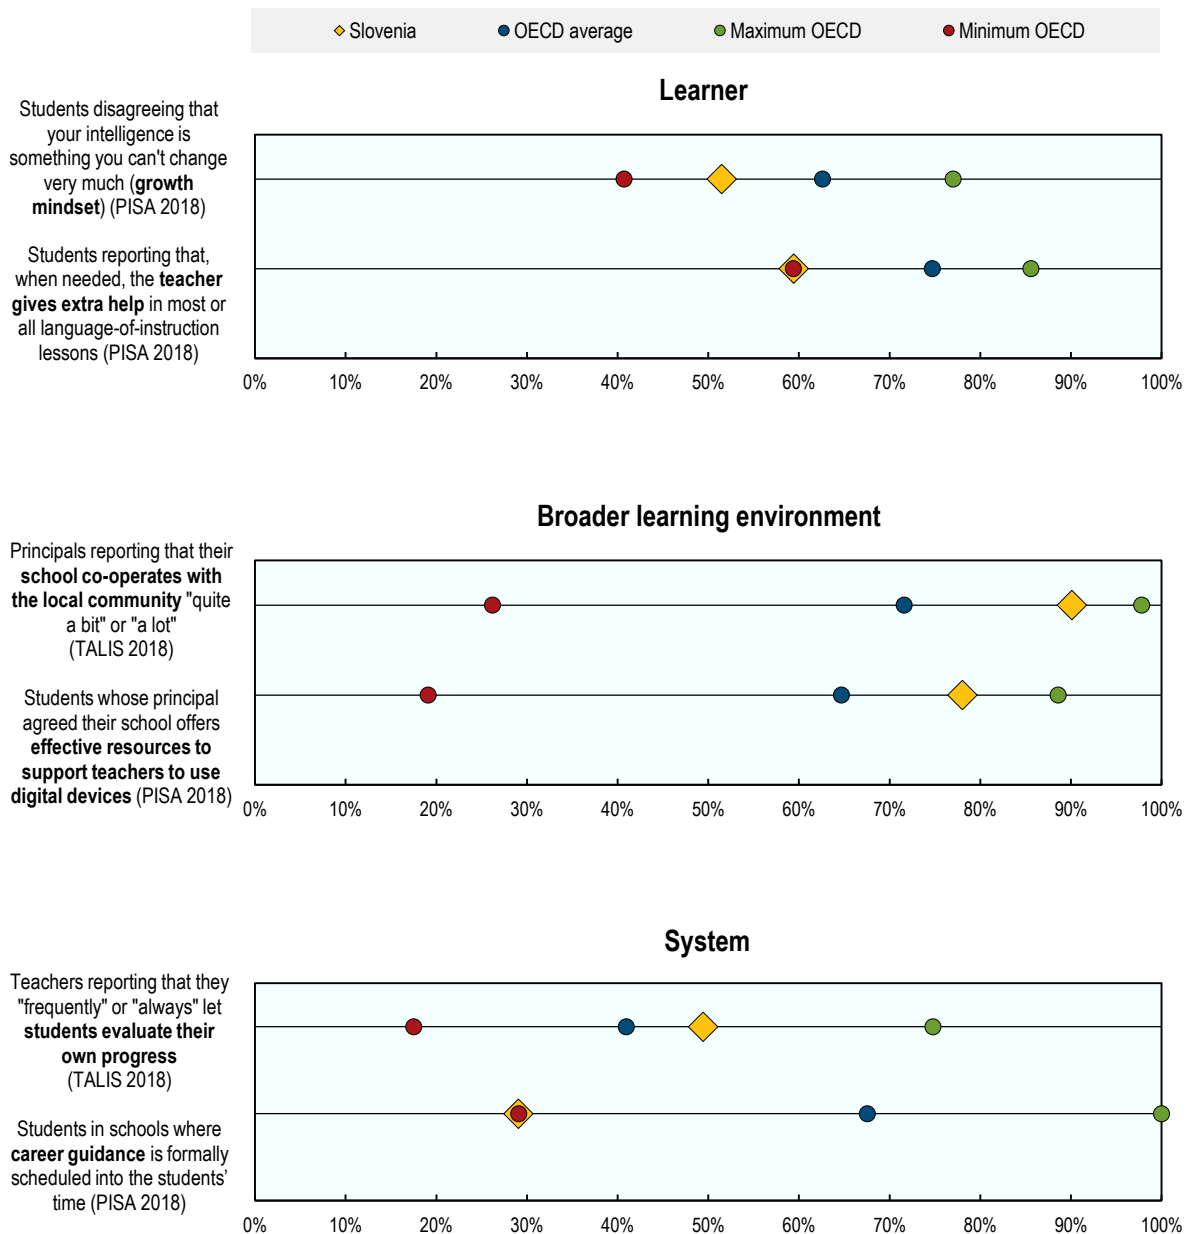 Slovenia OECD average Maximum OECD Minimum OECD
Learner
Students disagreeing that
your intelligence is
something you can't change
very much (growth
mindset) (PISA 2018)
Students reporting that,
when needed, the teacher
gives extra help in most or
all language-of-instruction
lessons (PISA 2018)
0% 10% 20% 30% 40% 50% 60% 70% 80% 90% 100%
Broader learning environment
Principals reporting that their
school co-operates with
the local community "quite
a bit" or "a lot"
(TALIS 2018)
Students whose principal
agreed their school offers
effective resources to
support teachers to use
digital devices (PISA 2018)
0% 10% 20% 30% 40% 50% 60% 70% 80% 90% 100%
System
Teachers reporting that they
"frequently" or "always" let
students evaluate their
own progress
(TALIS 2018)
Students in schools where
career guidance is formally
scheduled into the students’
time (PISA 2018)
0% 10% 20% 30% 40% 50% 60% 70% 80% 90% 100%